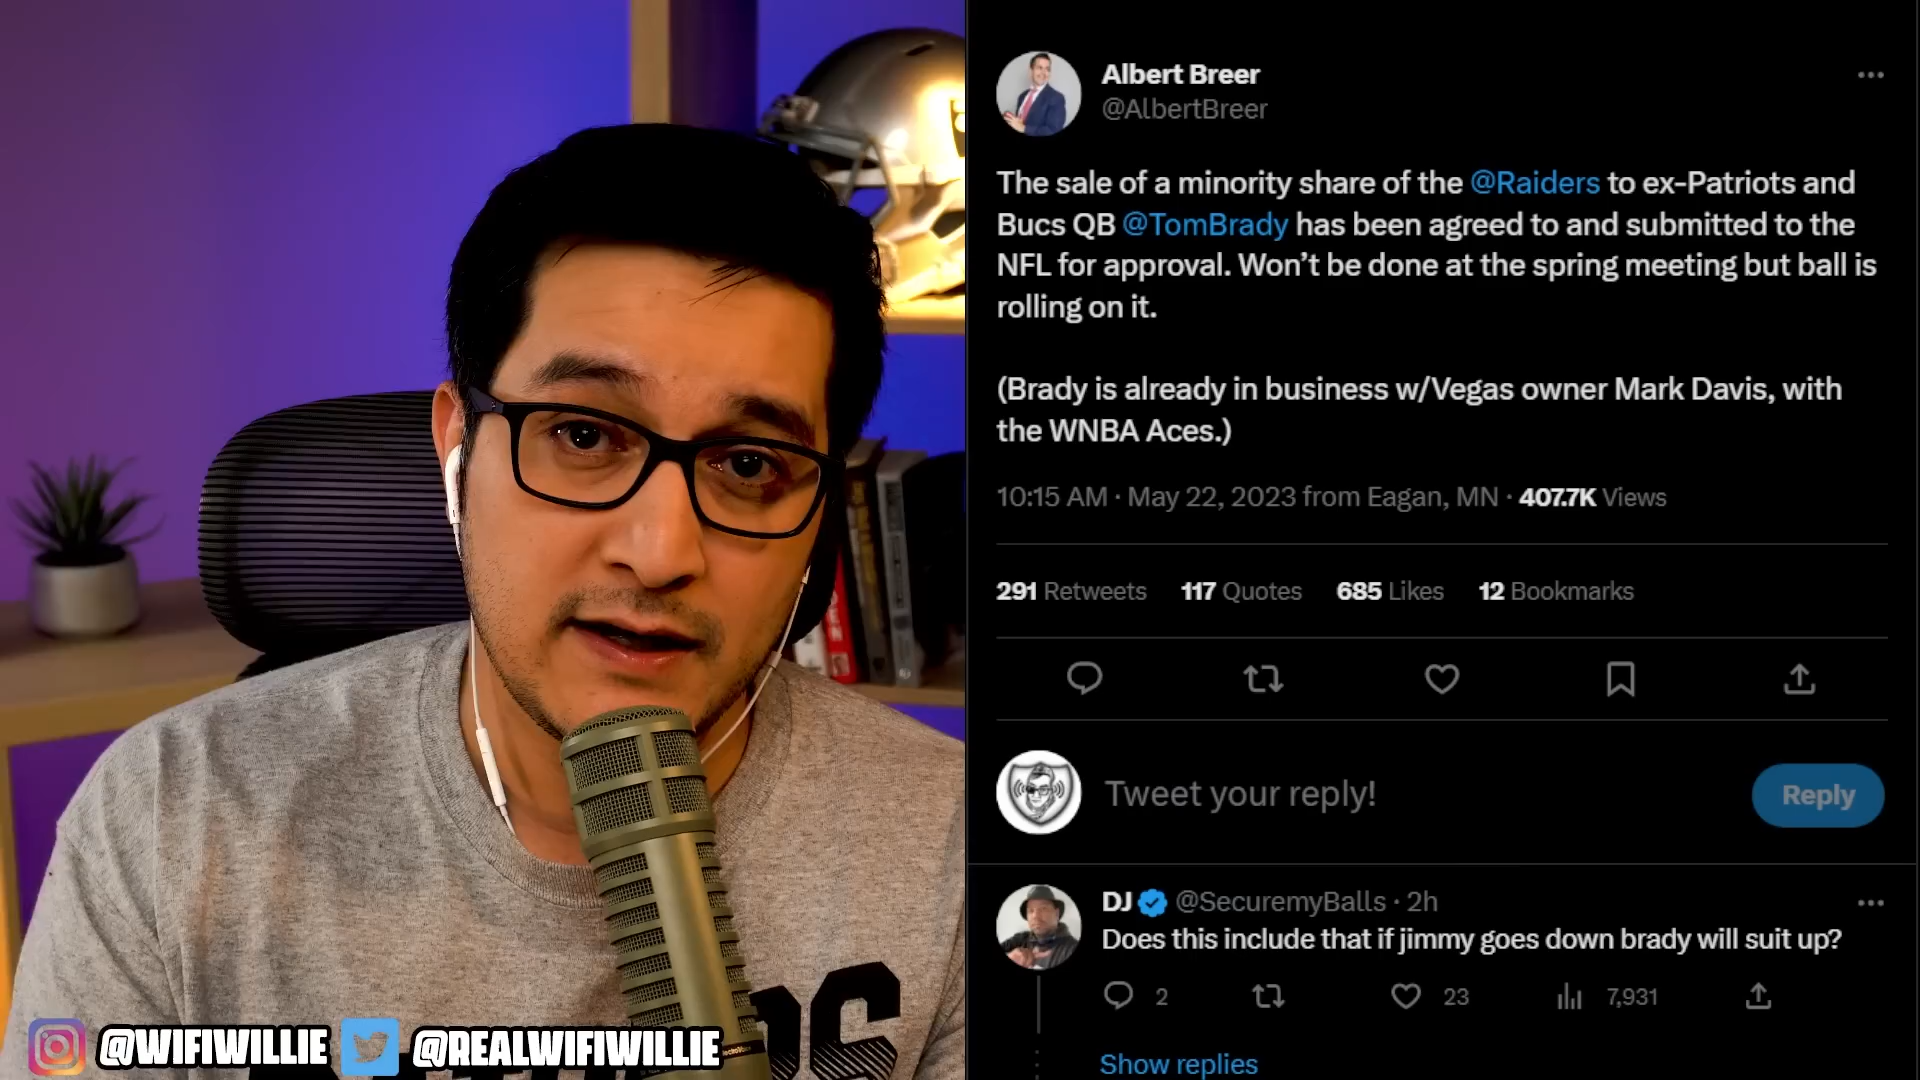 Albert Breer
@AlbertBreer
The sale of a minority share of the @Raiders to ex-Patriots and
Bucs QB @TomBrady has been agreed to and submitted to the
NFL for approval. Won’t be done at the spring meeting but ball is
rolling on it.
(Brady is already in business w/Vegas owner Mark Davis, with
the WNBA Aces.)
10:15 AM · May 22, 2023 from Eagan, MN · 407.7K Views
291 Retweets 117 Quotes 685 Likes 12 Bookmarks
Tweet your reply!
Reply
DJ @SecuremyBalls · 2h
Does this include that if jimmy goes down brady will suit up?
2 23 7,931
Show replies
@WIFIWILLIE @REALWIFIWILLIE